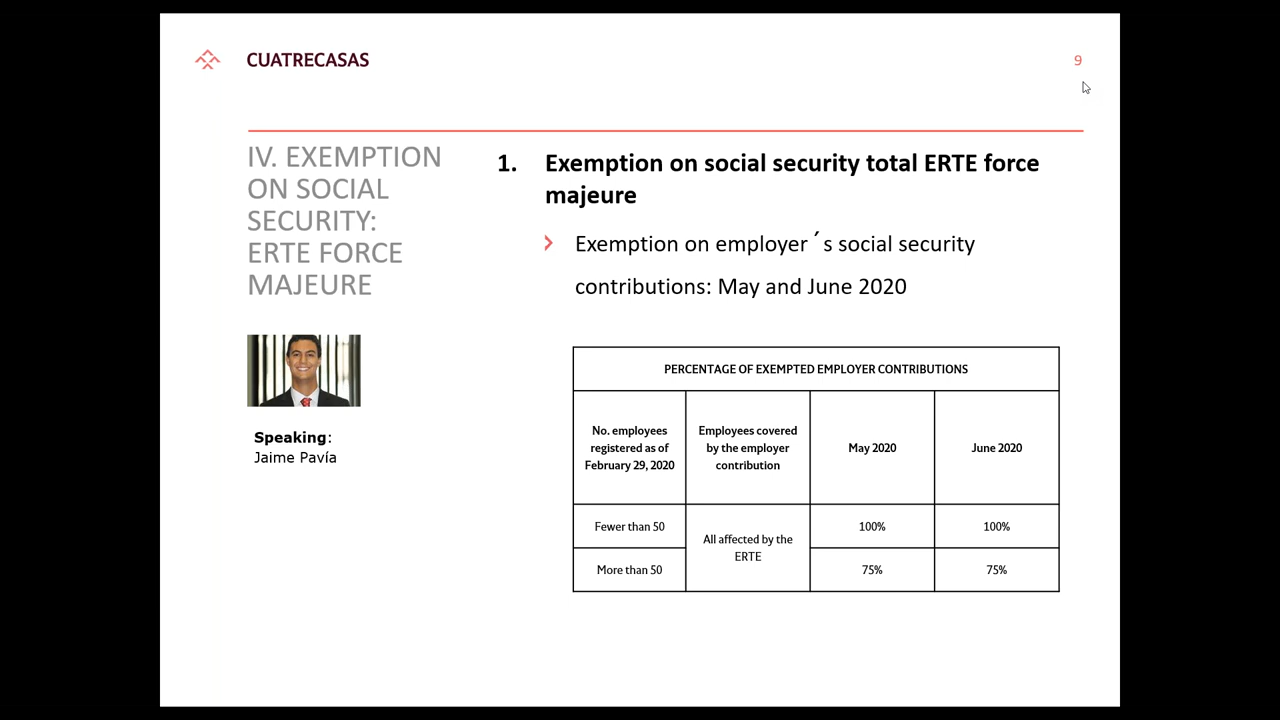 CUATRECASAS
9
IV. EXEMPTION
ON SOCIAL
SECURITY:
ERTE FORCE
MAJEURE
Speaking:
Jaime Pavía
1. Exemption on social security total ERTE force
majeure
Exemption on employer ´s social security
contributions: May and June 2020
PERCENTAGE OF EXEMPTED EMPLOYER CONTRIBUTIONS
No. employees
registered as of
February 29, 2020
Employees covered
by the employer
contribution
May 2020
June 2020
Fewer than 50
All affected by the
ERTE
100%
100%
More than 50
75%
75%